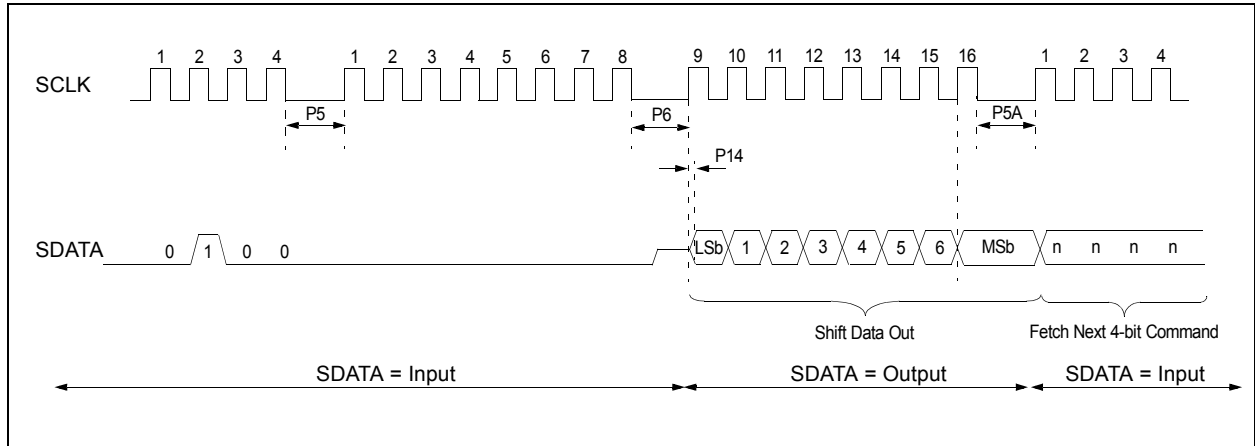 1 2 3 4 1 2 3 4 5 6 7 8 9 10 11 12 13 14 15 16 1 2 3 4
SCLK
P5 P6 P5A
P14
SDATA 0 1 0 0 LSb 1 2 3 4 5 6 MSb n n n n
Shift Data Out Fetch Next 4-bit Command
SDATA = Input SDATA = Output SDATA = Input